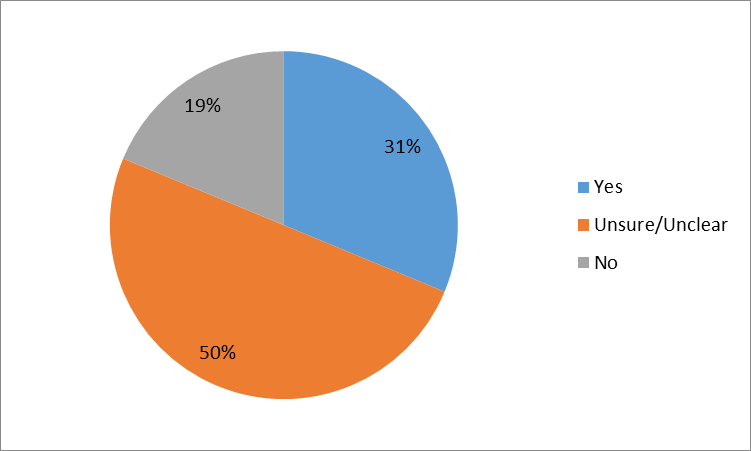 19%
31%
50%
Yes
Unsure/Unclear
No